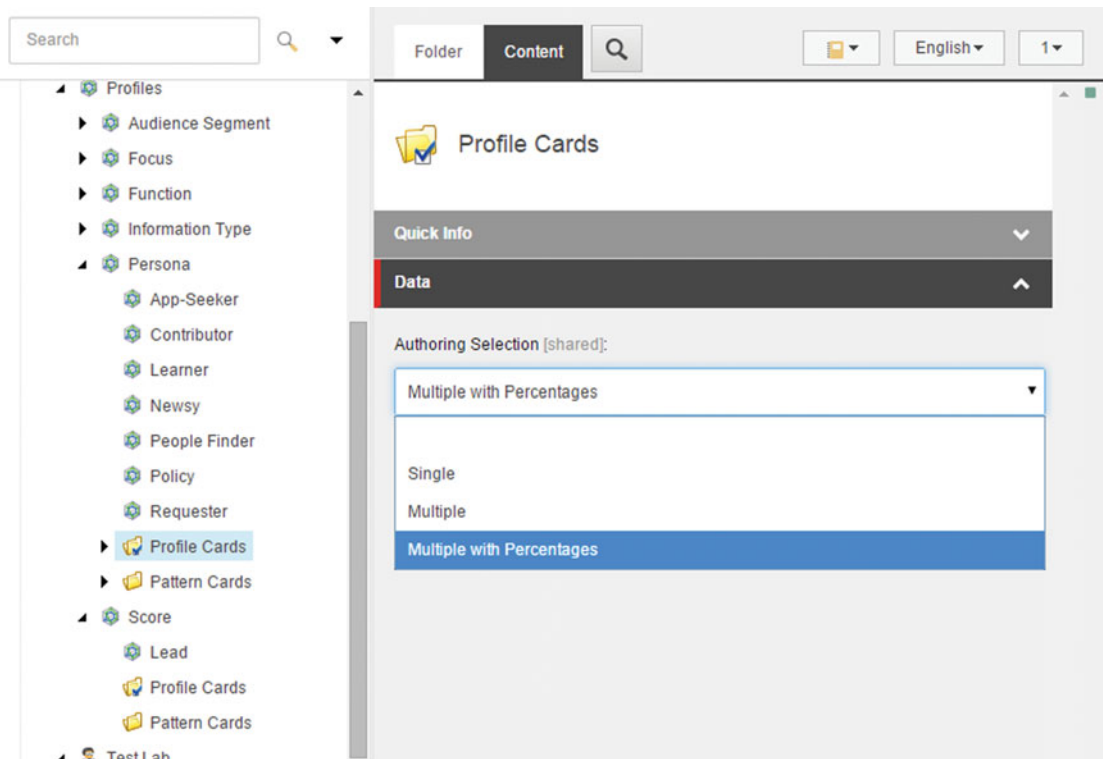 Search
Profiles
Audience Segment
Focus
Function
Information Type
Persona
App-Seeker
Contributor
Learner
Newsy
People Finder
Policy
Requester
Profile Cards
Pattern Cards
Score
Lead
Profile Cards
Pattern Cards
Test Lab
Folder Content English 1
Profile Cards
Quick Info
Data
Authoring Selection [shared]:
Multiple with Percentages
Single
Multiple
Multiple with Percentages